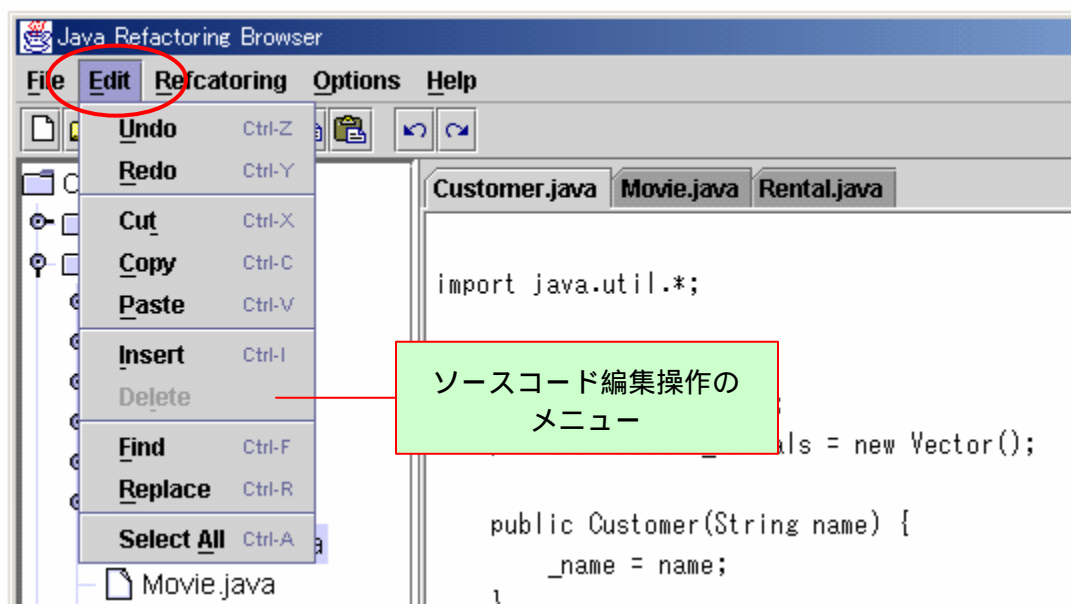 Java Refactoring Browser
File Edit Refcatoring Options Help
Undo Ctrl-Z
Redo Ctrl-Y
Cut Ctrl-X
Copy Ctrl-C
Paste Ctrl-V
Insert Ctrl-I
Delete
Find Ctrl-F
Replace Ctrl-R
Select All Ctrl-A
Movie.java
Customer.java Movie.java Rental.java
import java.util.*;
ソースコード編集操作の
メニュー
= new Vector();
public Customer(String name) {
_name = name;
}